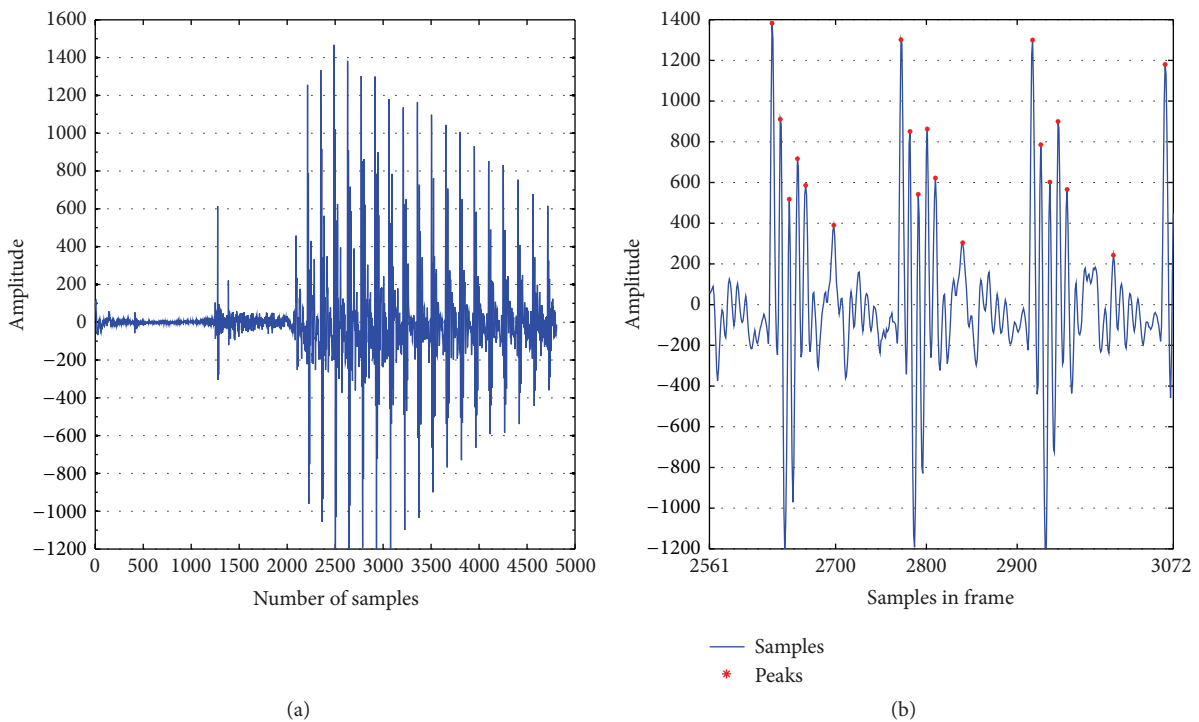 1600
1400
1200
1000
800
600
400
200
0
−200
−400
−600
−800
−1000
−1200
Amplitude
0 500 1000 1500 2000 2500 3000 3500 4000 4500 5000
Number of samples
(a)
1400
1200
1000
800
600
400
200
0
−200
−400
−600
−800
−1000
−1200
Amplitude
2561 2700 2800 2900 3072
Samples in frame
Samples
Peaks
(b)